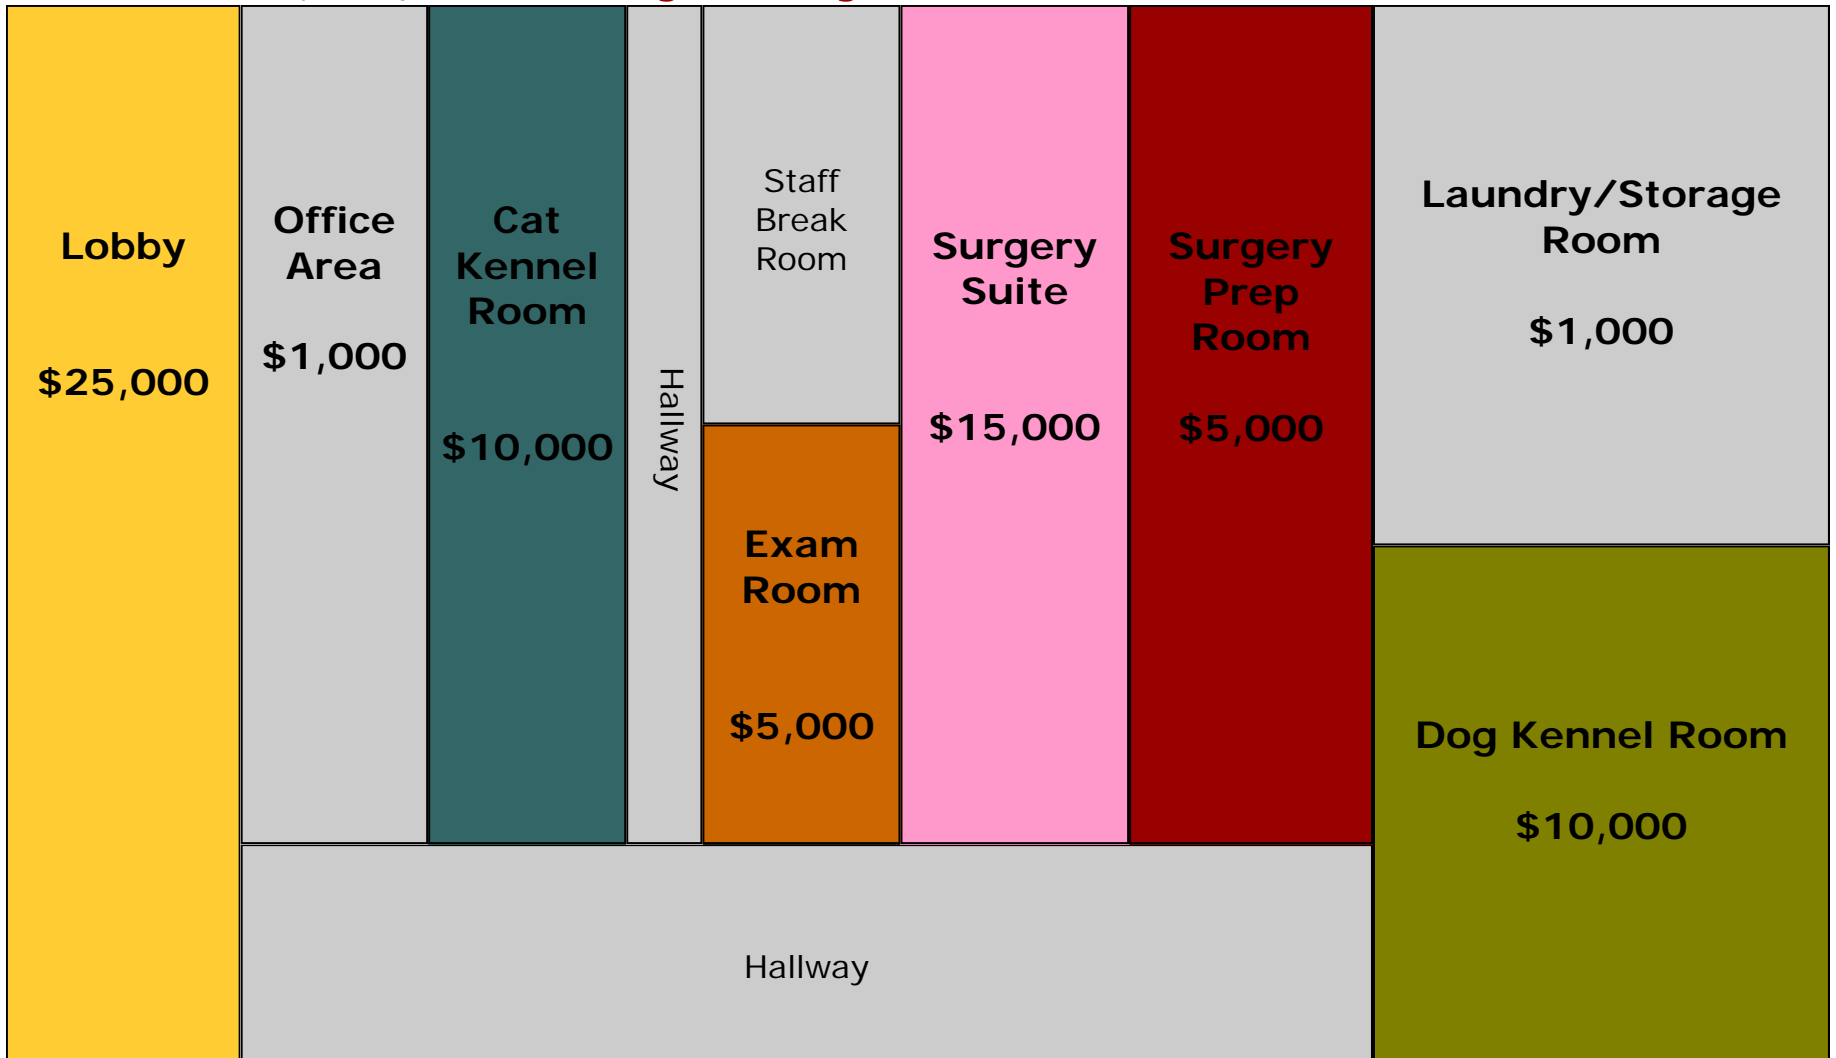 Lobby
$25,000
Office
Area
$1,000
Cat
Kennel
Room
$10,000
Hallway
Staff
Break
Room
Exam
Room
$5,000
Surgery
Suite
$15,000
Surgery
Prep
Room
$5,000
Laundry/Storage
Room
$1,000
Dog Kennel Room
$10,000
Hallway